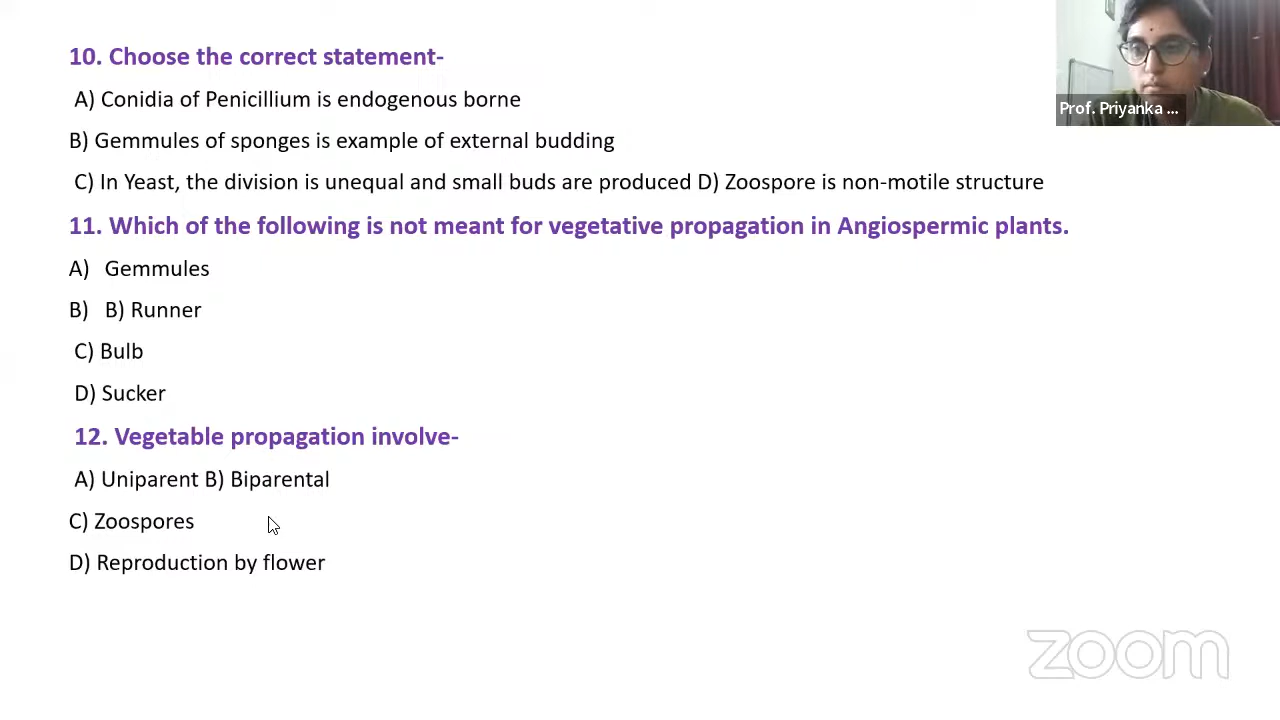 10. Choose the correct statement-
A) Conidia of Penicillium is endogenous borne
B) Gemmules of sponges is example of external budding
C) In Yeast, the division is unequal and small buds are produced D) Zoospore is non-motile structure
11. Which of the following is not meant for vegetative propagation in Angiospermic plants.
A) Gemmules
B) B) Runner
C) Bulb
D) Sucker
12. Vegetable propagation involve-
A) Uniparent B) Biparental
C) Zoospores
D) Reproduction by flower
Prof. Priyanka ...
zoom